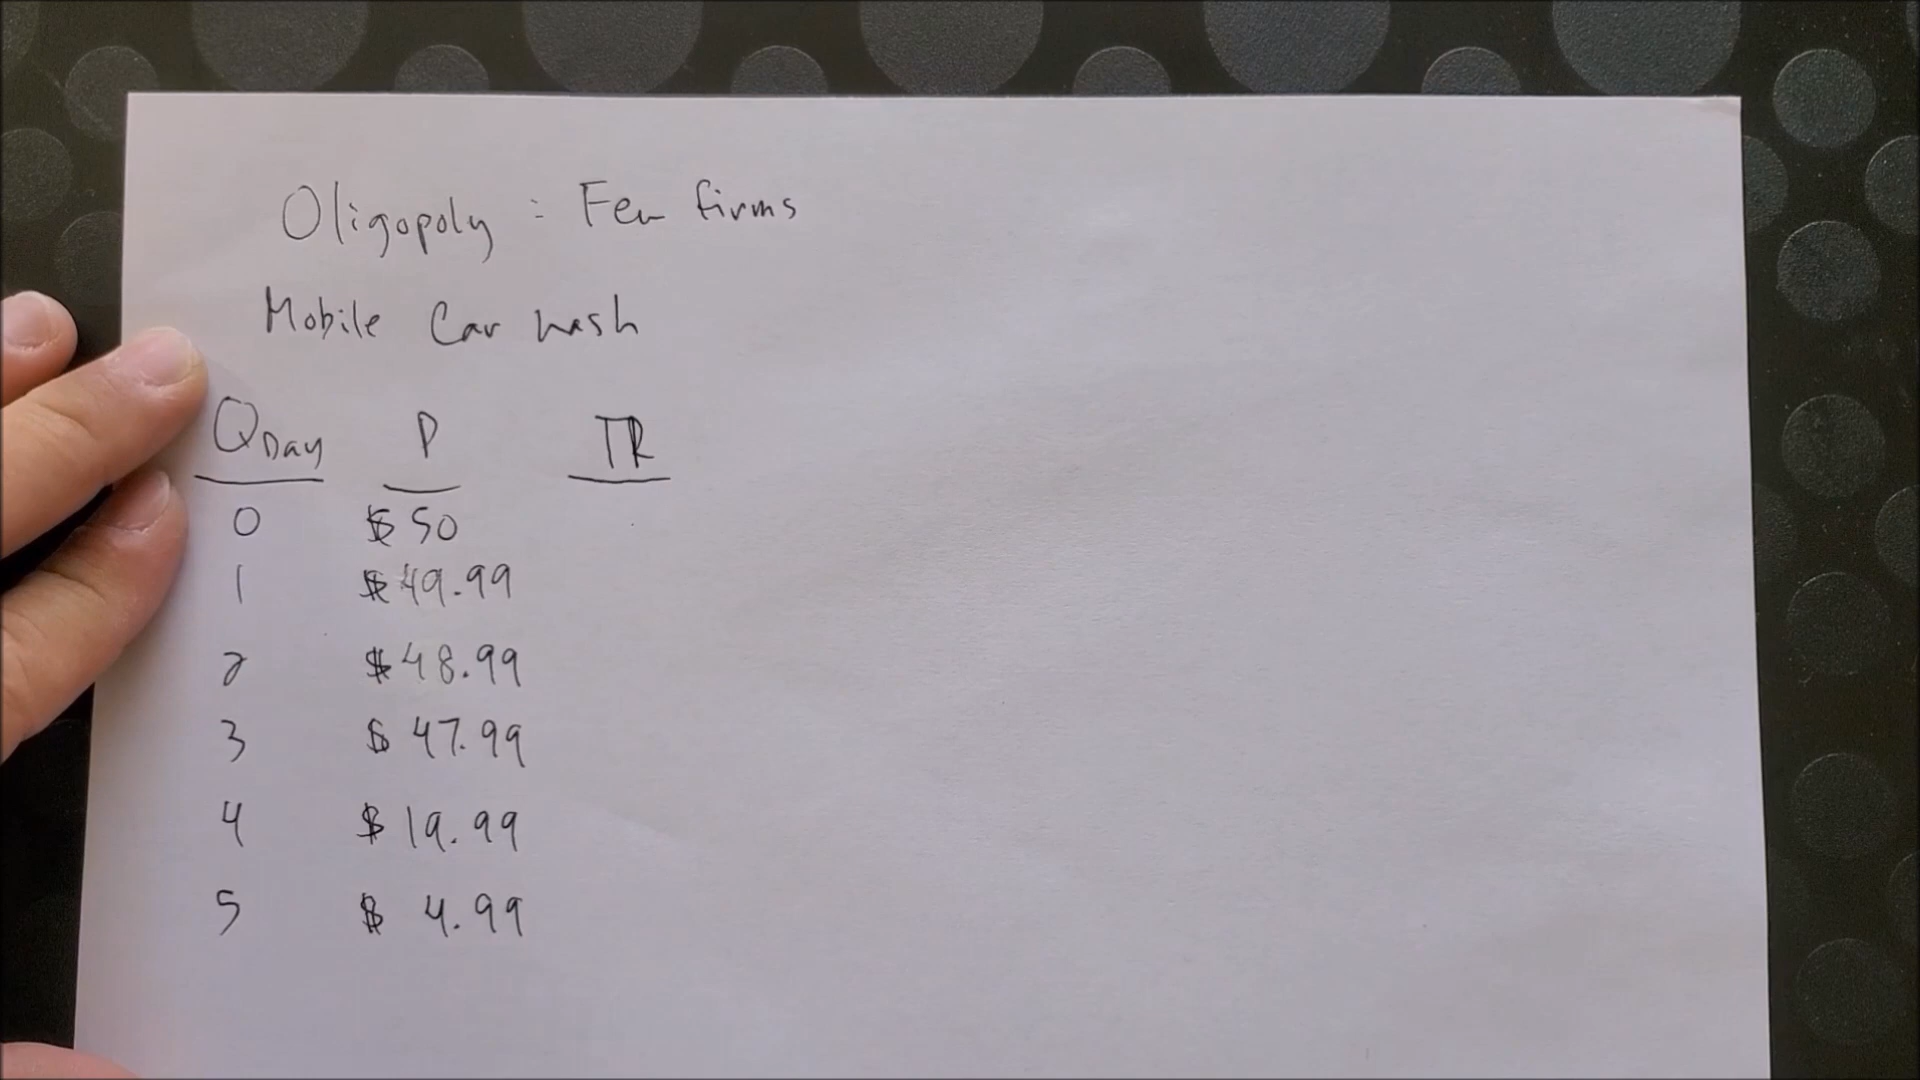 Oligopoly : Few firms
Mobile Car wash
QDay P TR
0 $50
1 $49.99
2 $48.99
3 $47.99
4 $19.99
5 $4.99